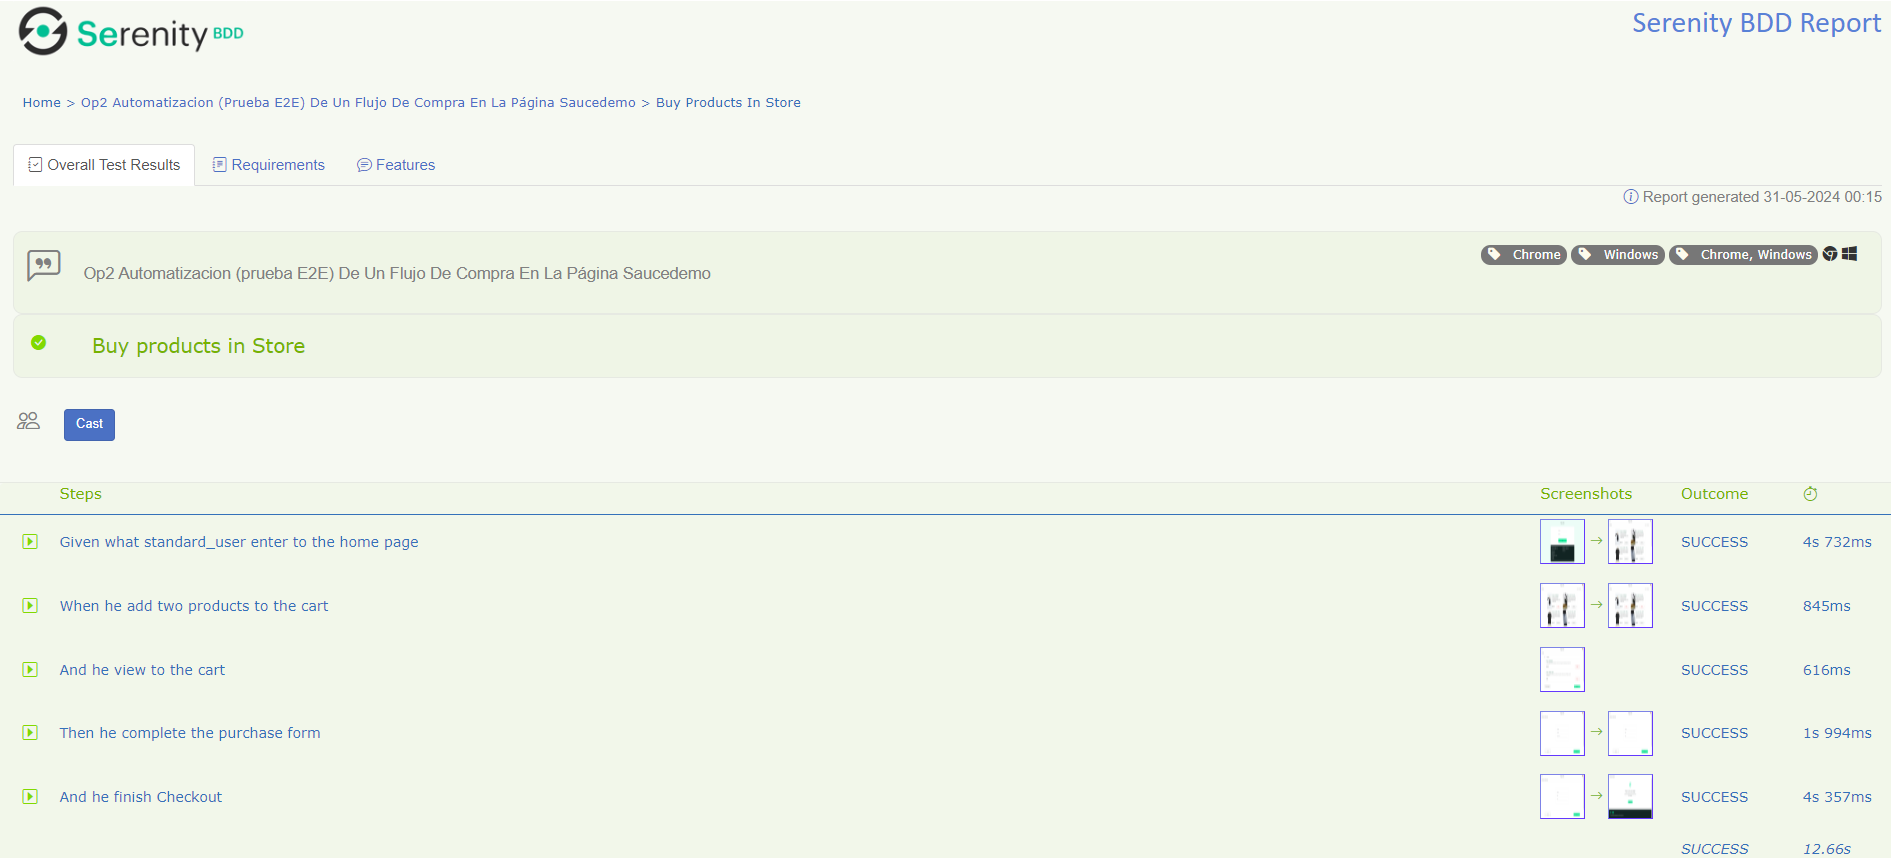 Serenity BDD
Serenity BDD Report
Home > Op2 Automatizacion (Prueba E2E) De Un Flujo De Compra En La Página Saucedemo > Buy Products In Store
Overall Test Results Requirements Features
Report generated 31-05-2024 00:15
Chrome Windows Chrome, Windows
Op2 Automatizacion (prueba E2E) De Un Flujo De Compra En La Página Saucedemo
Buy products in Store
Cast
Steps Screenshots Outcome
Given what standard_user enter to the home page SUCCESS 4s 732ms
When he add two products to the cart SUCCESS 845ms
And he view to the cart SUCCESS 616ms
Then he complete the purchase form SUCCESS 1s 994ms
And he finish Checkout SUCCESS 4s 357ms
SUCCESS 12.66s